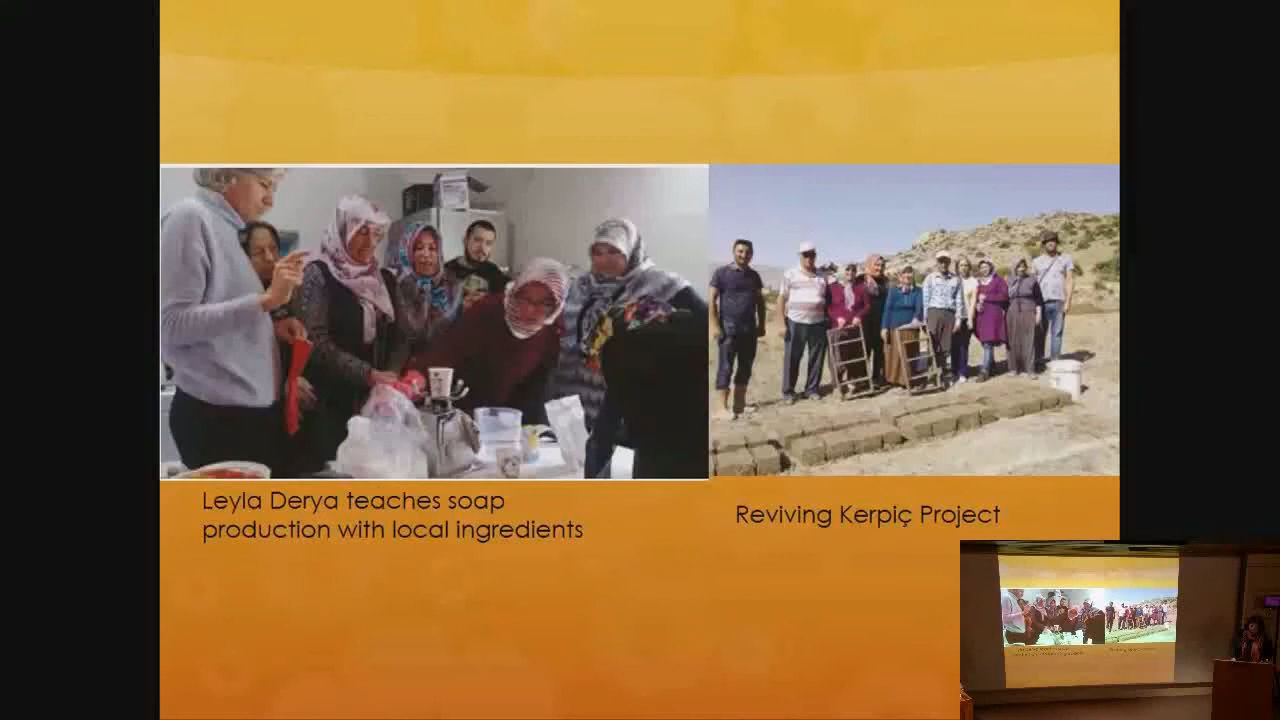 Leyla Derya teaches soap
production with local ingredients
Reviving Kerpiç Project